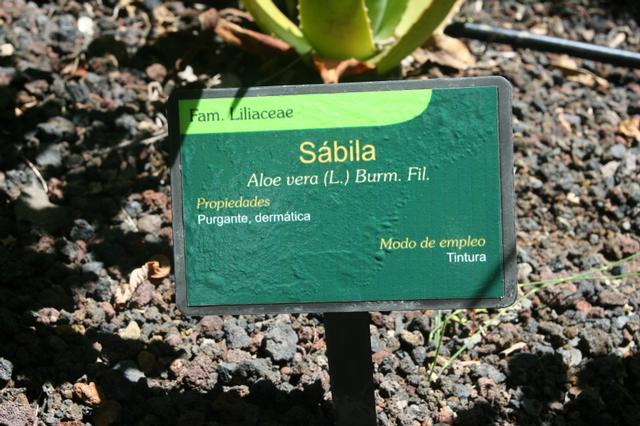 Fam. Liliaceae
Sábila
Aloe vera (L.) Burm. Fil.
Propiedades
Purgante, dermática
Modo de empleo
Tintura